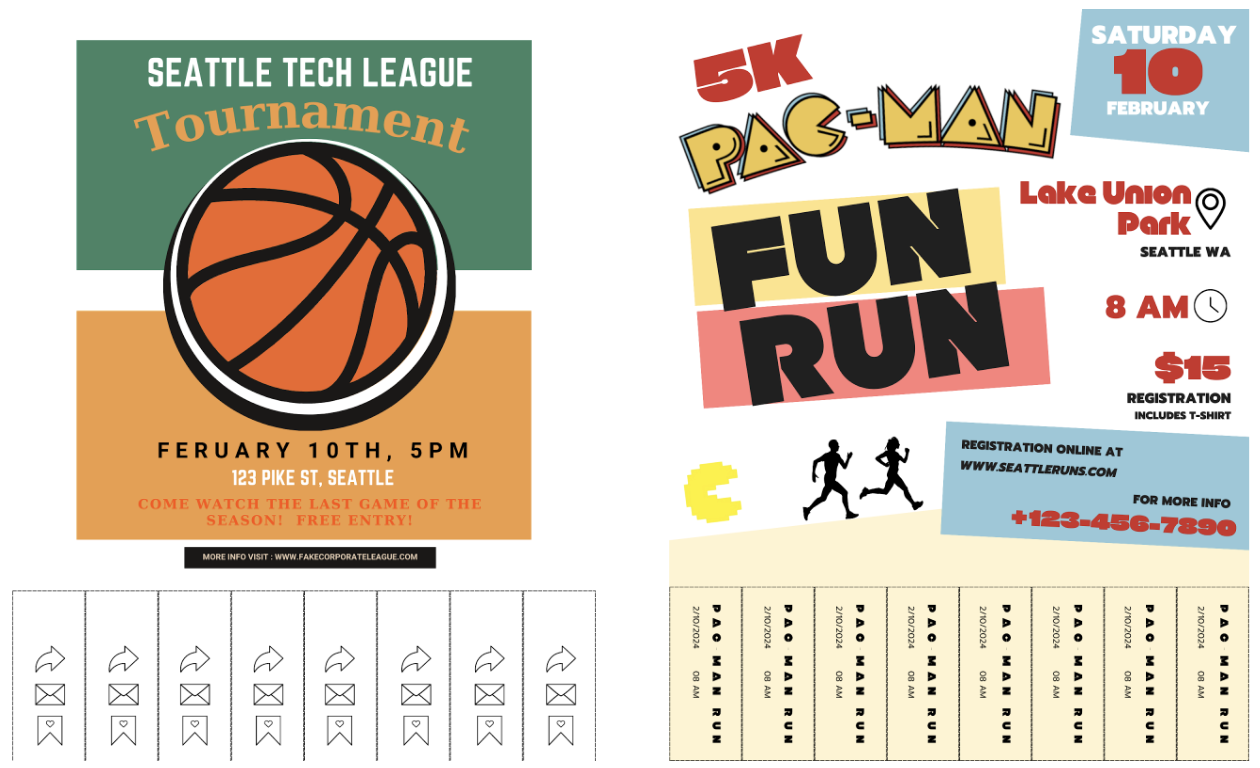 SEATTLE TECH LEAGUE
Tournament
FERUARY 10TH, 5PM
123 PIKE ST, SEATTLE
COME WATCH THE LAST GAME OF THE
SEASON! FREE ENTRY!
MORE INFO VISIT : WWW.FAKECORPORATELEAGUE.COM
5K
PAC-MAN
FUN
RUN
SATURDAY
10
FEBRUARY
Lake Union
Park
SEATTLE WA
8 AM
$15
REGISTRATION
INCLUDES T-SHIRT
REGISTRATION ONLINE AT
WWW.SEATTLERUNS.COM
FOR MORE INFO
+123-456-7890
PAC - MAN RUN
2/10/2024 08 AM
PAC - MAN RUN
2/10/2024 08 AM
PAC - MAN RUN
2/10/2024 08 AM
PAC - MAN RUN
2/10/2024 08 AM
PAC - MAN RUN
2/10/2024 08 AM
PAC - MAN RUN
2/10/2024 08 AM
PAC - MAN RUN
2/10/2024 08 AM
PAC - MAN RUN
2/10/2024 08 AM